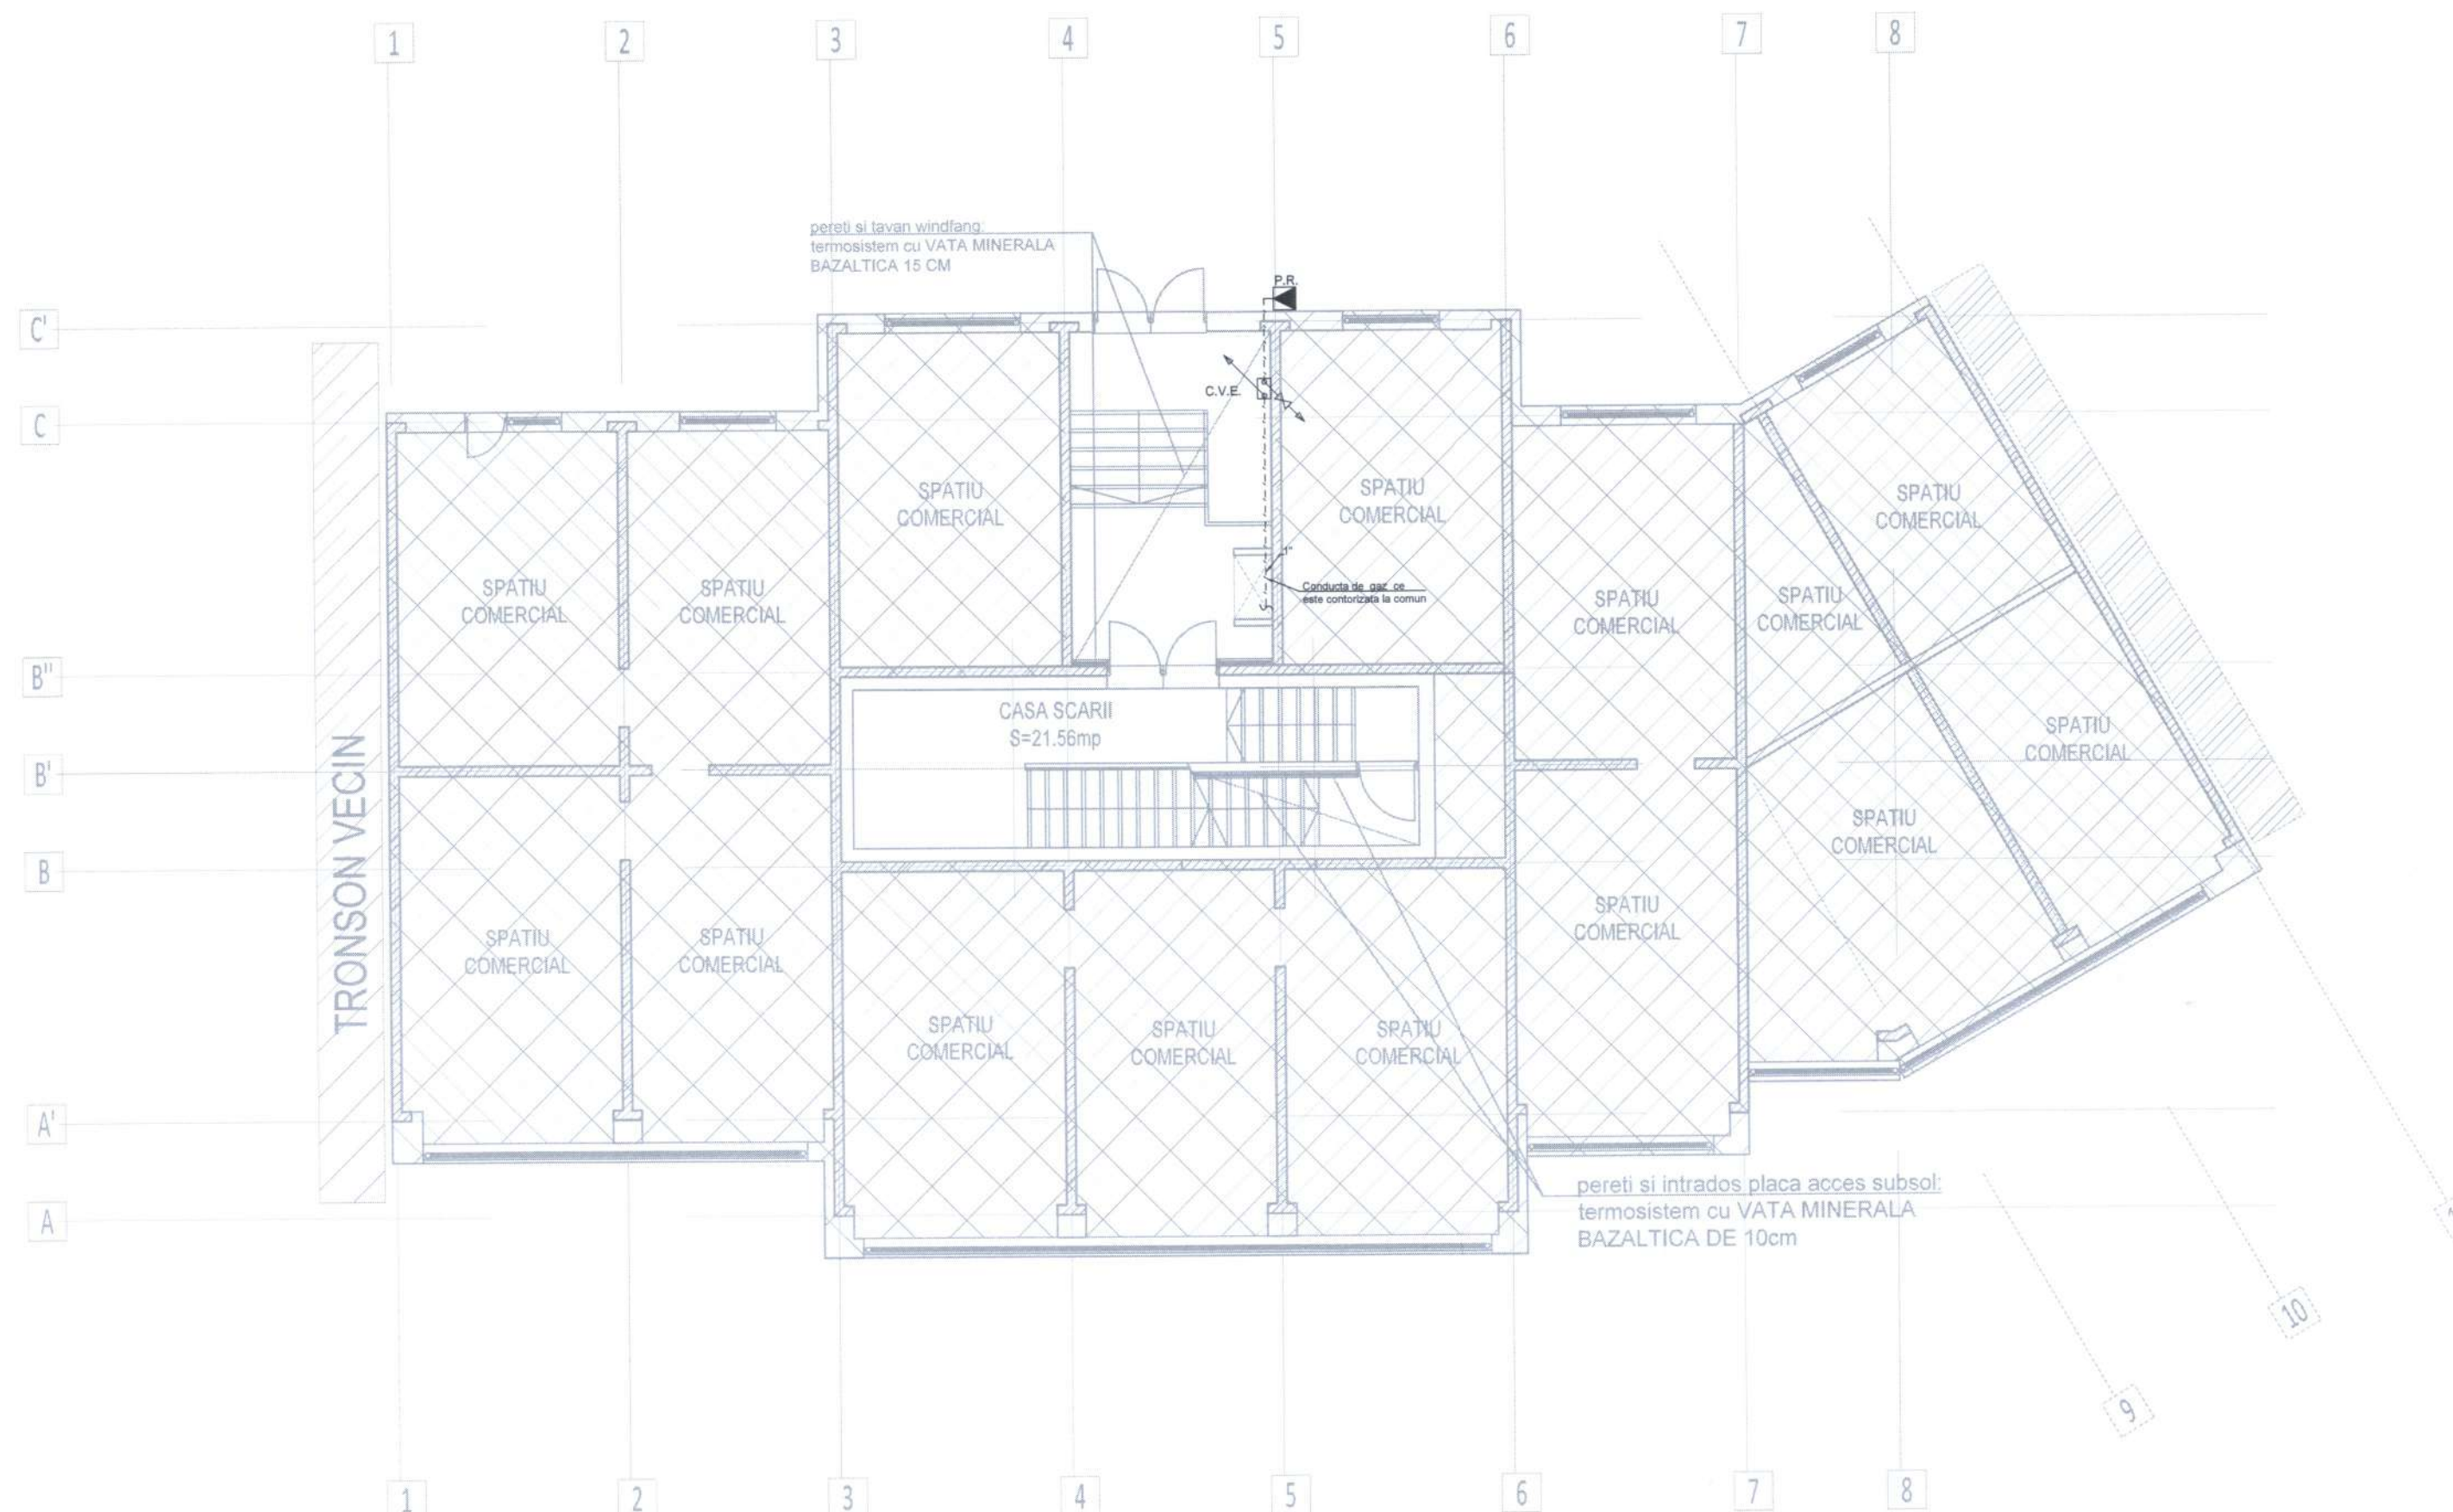 1
2
3
4
5
6
7
8
pereti si tavan windfang:
termosistem cu VATA MINERALA
BAZALTICA 15 CM
P.R.
C'
C.V.E.
C
SPATIU
COMERCIAL
SPATIU
COMERCIAL
SPATIU
COMERCIAL
1"
Conducta de gaz ce
este contorizata la comun
SPATIU
COMERCIAL
SPATIU
COMERCIAL
SPATIU
COMERCIAL
SPATIU
COMERCIAL
B''
CASA SCARII
S=21.56mp
SPATIU
COMERCIAL
B'
TRONSON VECIN
SPATIU
COMERCIAL
B
SPATIU
COMERCIAL
SPATIU
COMERCIAL
SPATIU
COMERCIAL
SPATIU
COMERCIAL
SPATIU
COMERCIAL
SPATIU
COMERCIAL
A'
pereti si intrados placa acces subsol:
termosistem cu VATA MINERALA
BAZALTICA DE 10cm
A
10
9
1
2
3
4
5
6
7
8